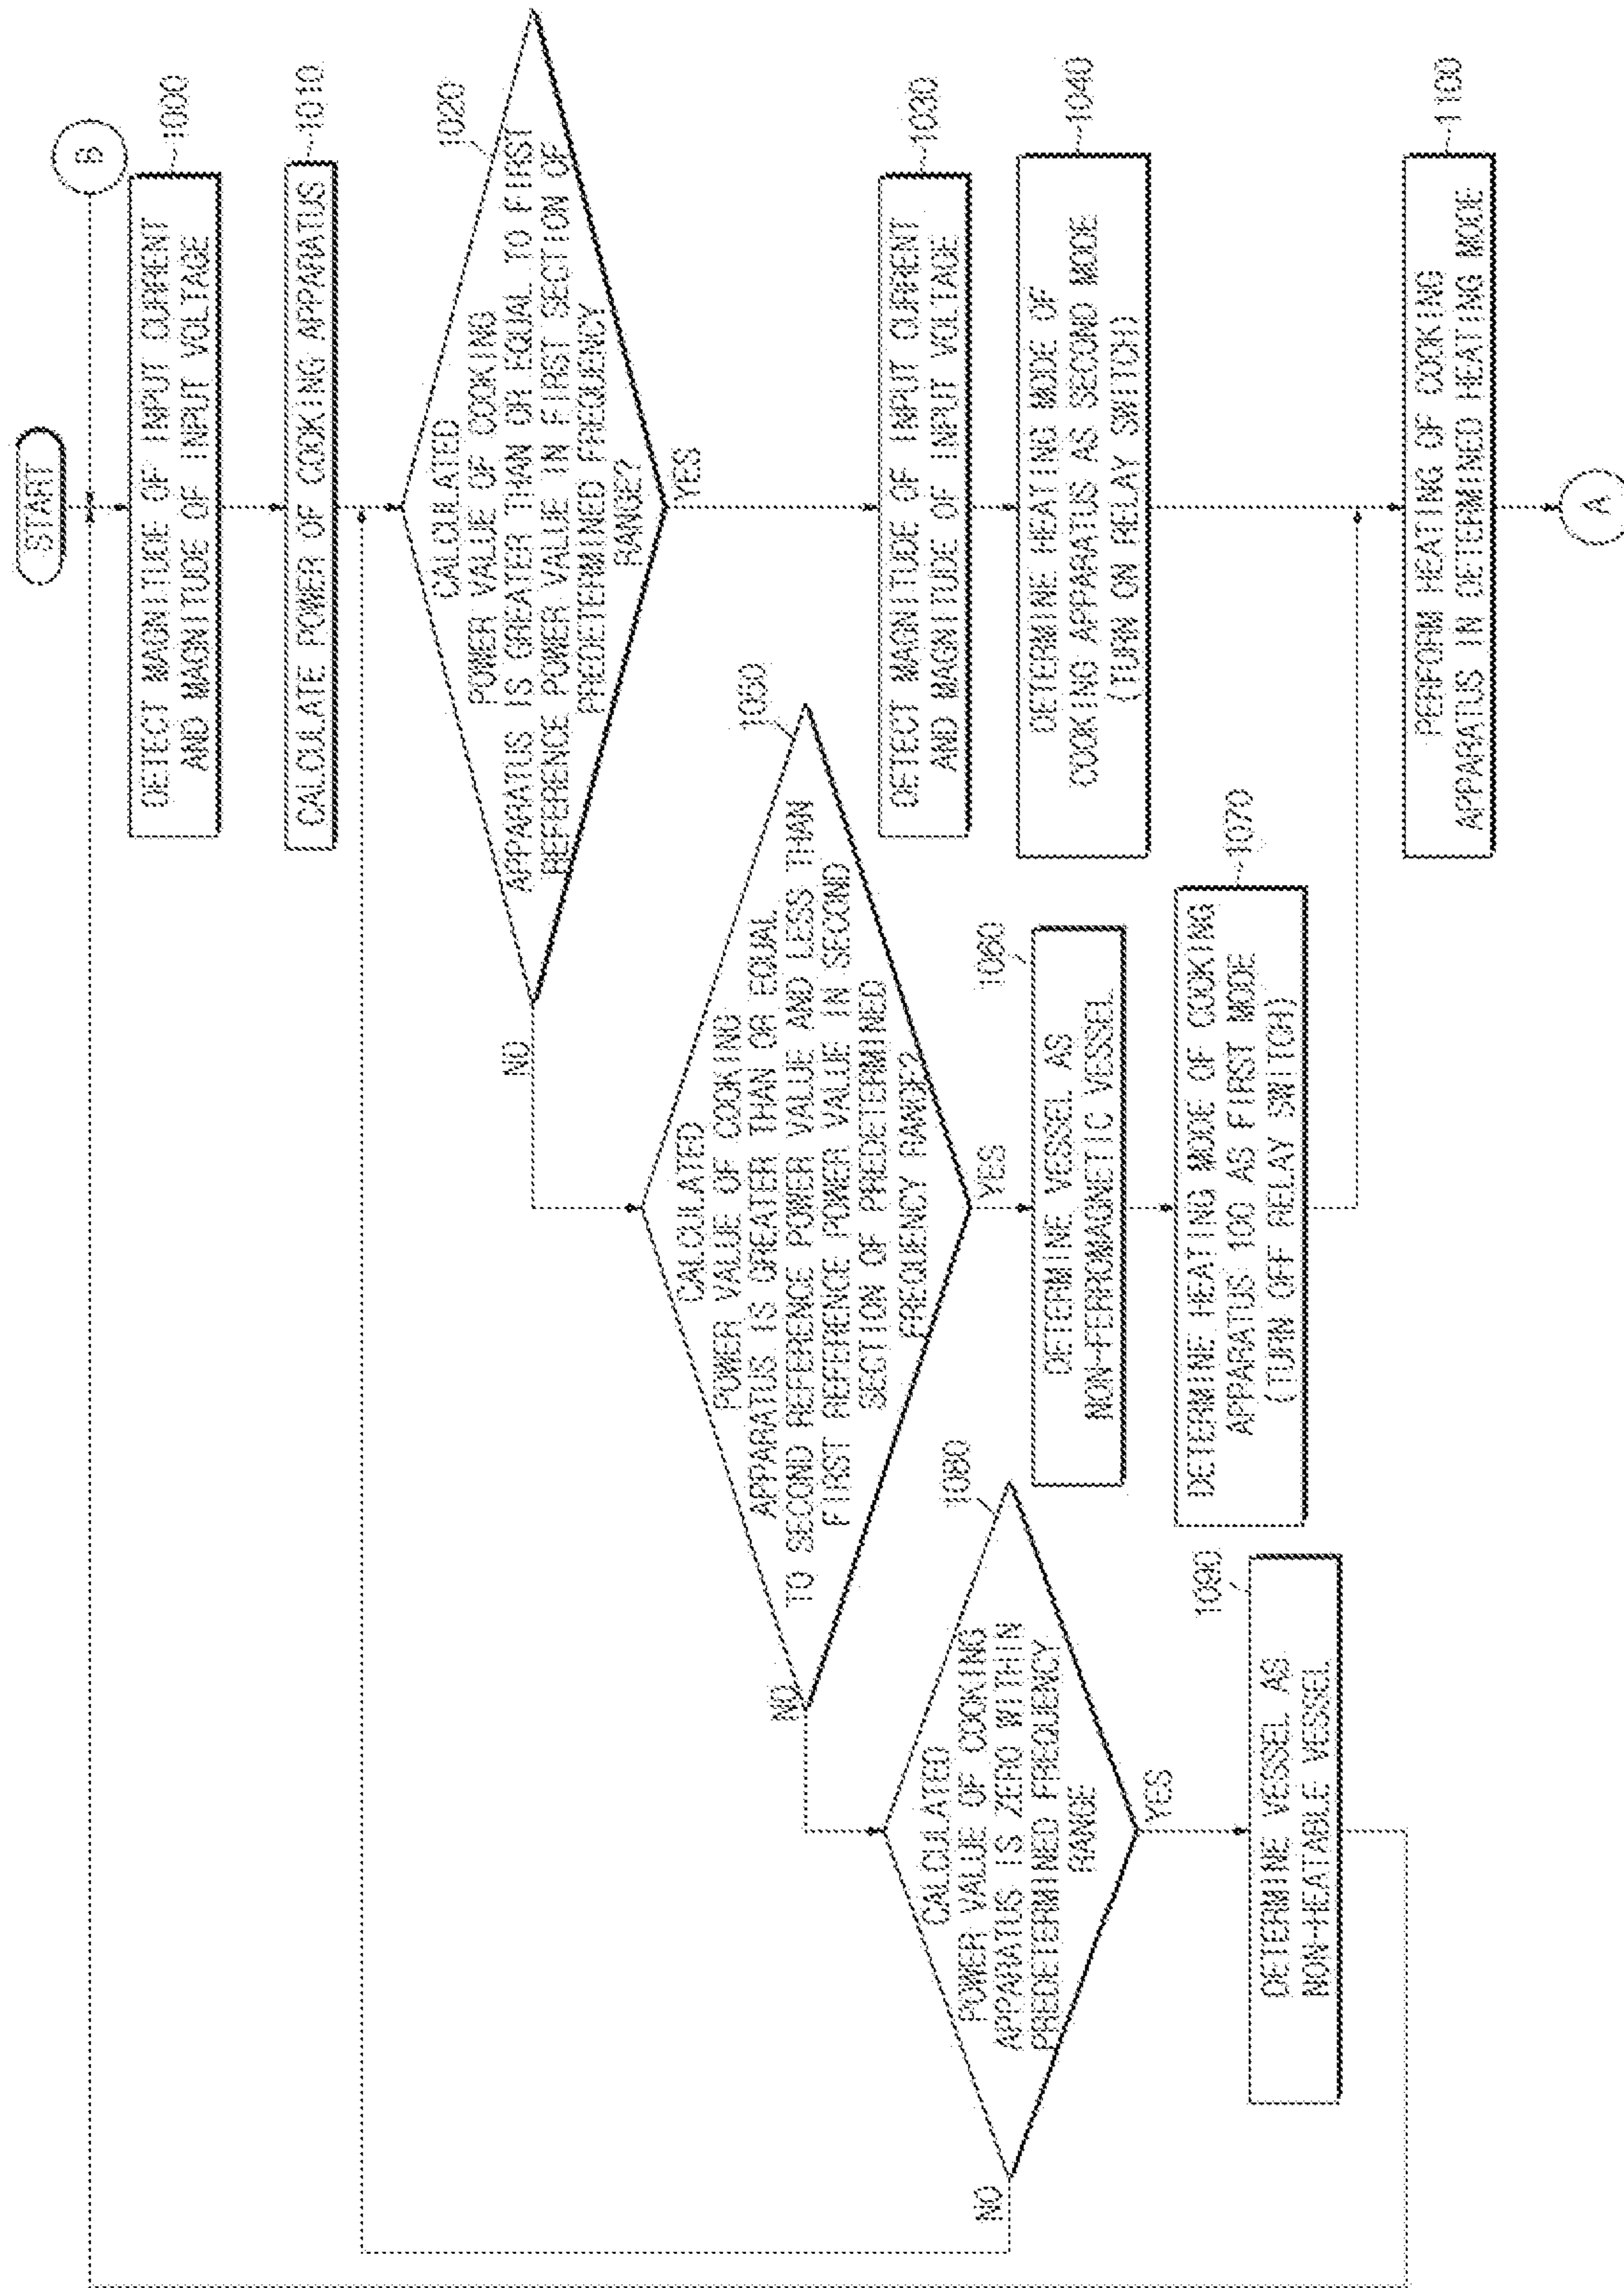 START
B
DETECT MAGNITUDE OF INPUT CURRENT
AND MAGNITUDE OF INPUT VOLTAGE
1000
CALCULATE POWER OF COOKING APPARATUS
1010
CALCULATED
POWER VALUE OF COOKING
APPARATUS IS GREATER THAN OR EQUAL TO FIRST
REFERENCE POWER VALUE IN FIRST SECTION OF
PREDETERMINED FREQUENCY
RANGE?
1020
NO
YES
DETECT MAGNITUDE OF INPUT CURRENT
AND MAGNITUDE OF INPUT VOLTAGE
1030
DETERMINE HEATING MODE OF
COOKING APPARATUS AS SECOND MODE
(TURN ON RELAY SWITCH)
1040
CALCULATED
POWER VALUE OF COOKING
APPARATUS IS GREATER THAN OR EQUAL
TO SECOND REFERENCE POWER VALUE AND LESS THAN
FIRST REFERENCE POWER VALUE IN SECOND
SECTION OF PREDETERMINED
FREQUENCY RANGE?
NO
YES
DETERMINE VESSEL AS
NON-FERROMAGNETIC VESSEL
1060
DETERMINE HEATING MODE OF COOKING
APPARATUS 100 AS FIRST MODE
(TURN OFF RELAY SWITCH)
1070
CALCULATED
POWER VALUE OF COOKING
APPARATUS IS ZERO WITHIN
PREDETERMINED FREQUENCY
RANGE
1080
NO
YES
DETERMINE VESSEL AS
NON-HEATABLE VESSEL
1090
PERFORM HEATING OF COOKING
APPARATUS IN DETERMINED HEATING MODE
1100
A